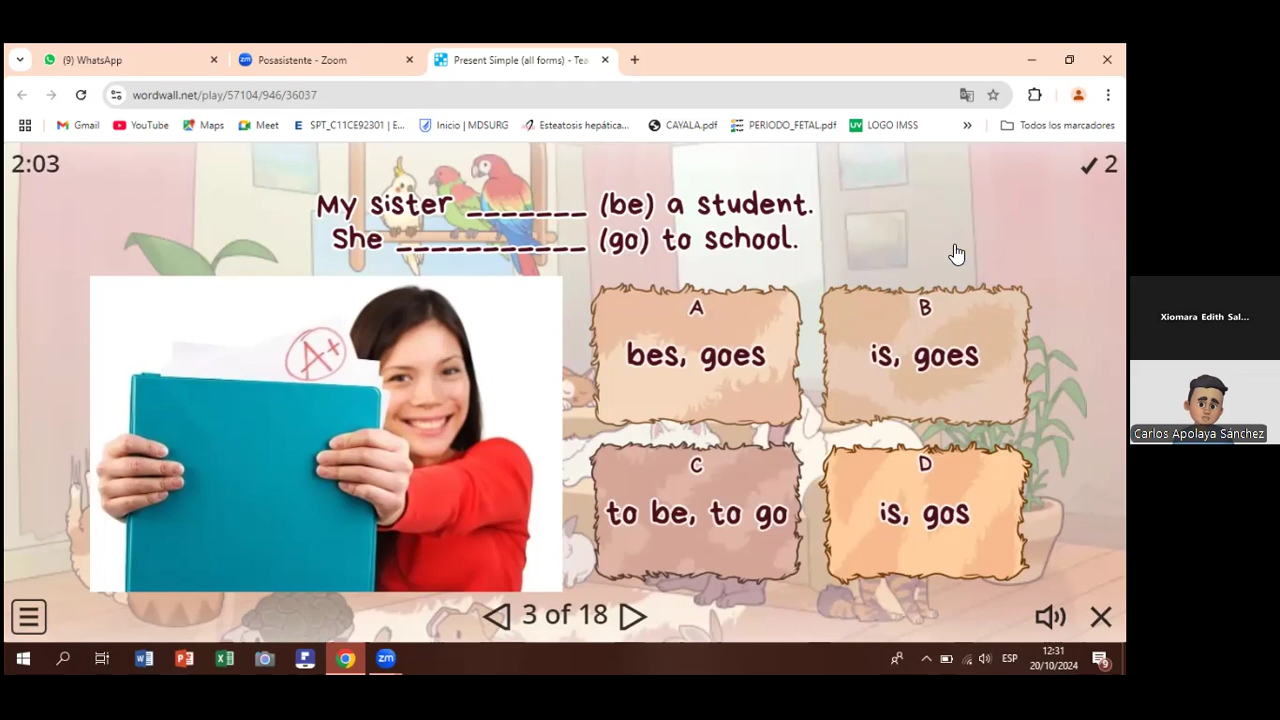 (9) WhatsApp
Posasistente - Zoom
Present Simple (all forms) - Tea
wordwall.net/play/57104/946/36037
Gmail
YouTube
Maps
Meet
SPT_C11CE92301 | E...
Inicio | MDSURG
Esteatosis hepática...
CAYALA.pdf
PERIODO_FETAL.pdf
LOGO IMSS
Todos los marcadores
2:03
2
My sister _______ (be) a student.
She ___________ (go) to school.
A+
A
bes, goes
B
is, goes
C
to be, to go
D
is, gos
3 of 18
Xiomara Edith Sal...
Carlos Apolaya Sánchez
ESP
12:31
20/10/2024
9